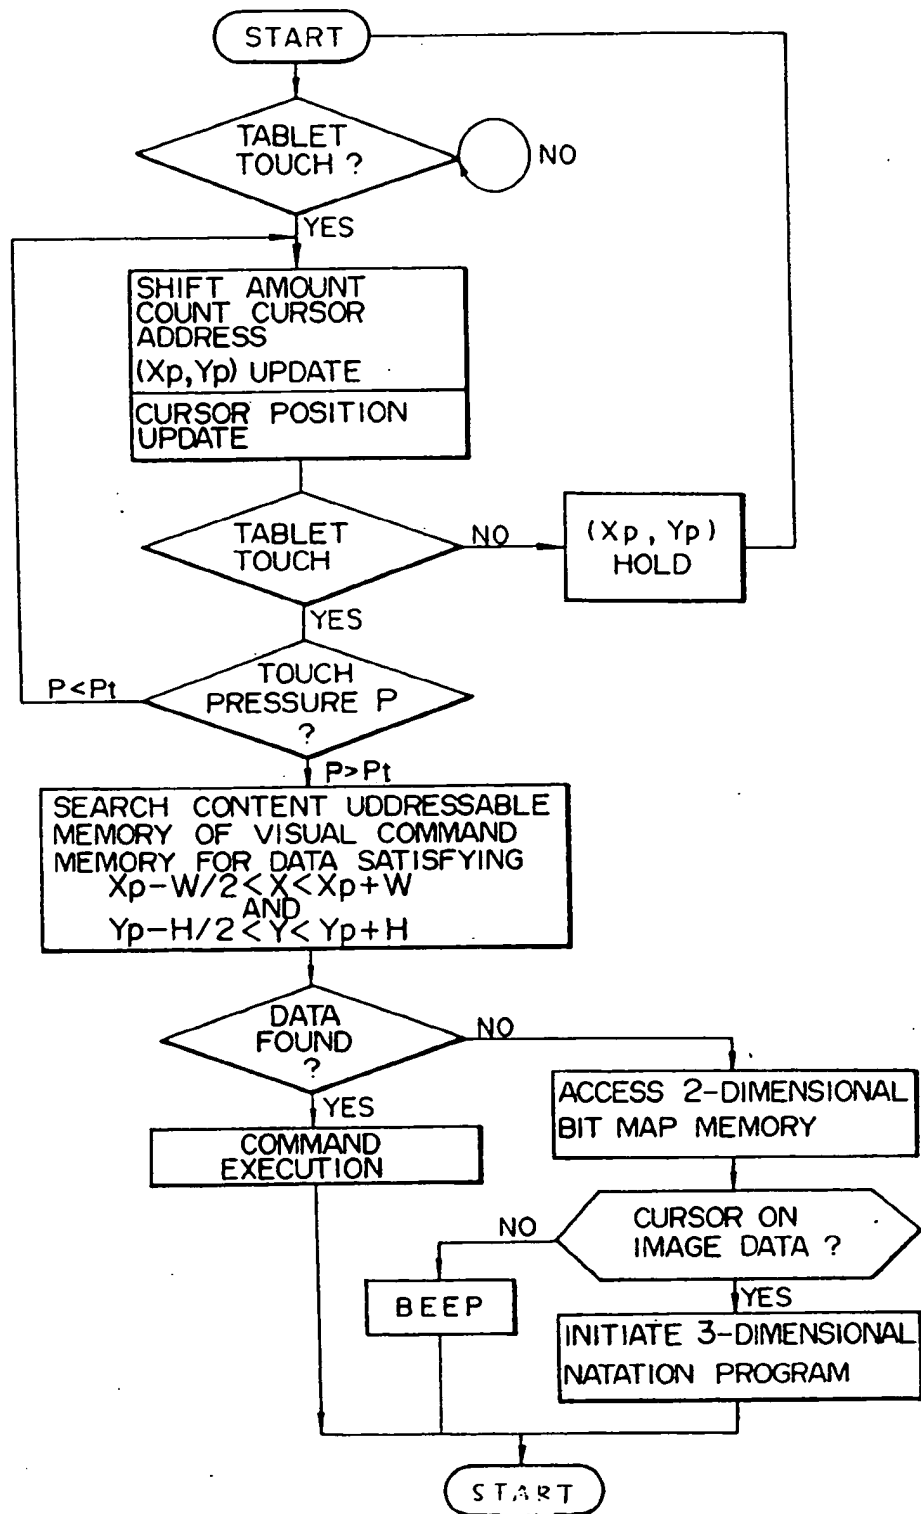 START
TABLET
TOUCH ?
NO
YES
SHIFT AMOUNT
COUNT CURSOR
ADDRESS
(Xp,Yp) UPDATE
CURSOR POSITION
UPDATE
TABLET
TOUCH
NO
(Xp, Yp)
HOLD
YES
TOUCH
PRESSURE P
?
P<Pt
P>Pt
SEARCH CONTENT UDDRESSABLE
MEMORY OF VISUAL COMMAND
MEMORY FOR DATA SATISFYING
Xp-W/2<X<Xp+W
AND
Yp-H/2<Y<Yp+H
DATA
FOUND
?
NO
YES
COMMAND
EXECUTION
ACCESS 2-DIMENSIONAL
BIT MAP MEMORY
CURSOR ON
IMAGE DATA ?
NO
BEEP
YES
INITIATE 3-DIMENSIONAL
NATATION PROGRAM
START